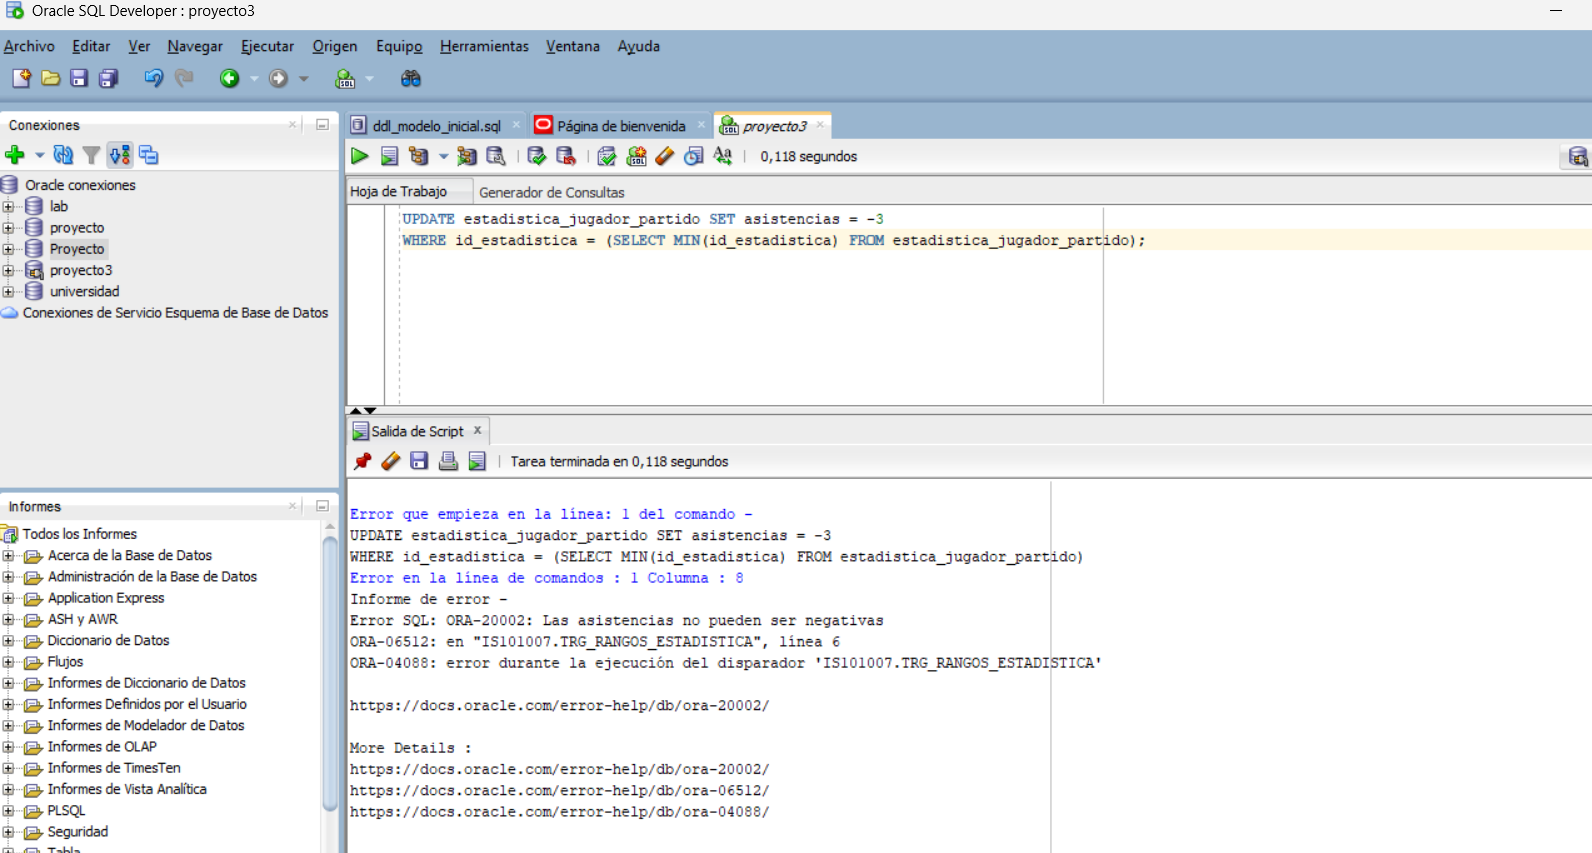 Oracle SQL Developer : proyecto3
Archivo Editar Ver Navegar Ejecutar Origen Equipo Herramientas Ventana Ayuda
Conexiones
Oracle conexiones
lab
proyecto
Proyecto
proyecto3
universidad
Conexiones de Servicio Esquema de Base de Datos
Informes
Todos los Informes
Acerca de la Base de Datos
Administración de la Base de Datos
Application Express
ASH y AWR
Diccionario de Datos
Flujos
Informes de Diccionario de Datos
Informes Definidos por el Usuario
Informes de Modelador de Datos
Informes de OLAP
Informes de TimesTen
Informes de Vista Analítica
PLSQL
Seguridad
Tabla
ddl_modelo_inicial.sql Página de bienvenida proyecto3
0,118 segundos
Hoja de Trabajo Generador de Consultas
UPDATE estadistica_jugador_partido SET asistencias = -3
WHERE id_estadistica = (SELECT MIN(id_estadistica) FROM estadistica_jugador_partido);
Salida de Script x
Tarea terminada en 0,118 segundos
Error que empieza en la línea: 1 del comando -
UPDATE estadistica_jugador_partido SET asistencias = -3
WHERE id_estadistica = (SELECT MIN(id_estadistica) FROM estadistica_jugador_partido)
Error en la línea de comandos : 1 Columna : 8
Informe de error -
Error SQL: ORA-20002: Las asistencias no pueden ser negativas
ORA-06512: en "IS101007.TRG_RANGOS_ESTADISTICA", línea 6
ORA-04088: error durante la ejecución del disparador 'IS101007.TRG_RANGOS_ESTADISTICA'
https://docs.oracle.com/error-help/db/ora-20002/
More Details :
https://docs.oracle.com/error-help/db/ora-20002/
https://docs.oracle.com/error-help/db/ora-06512/
https://docs.oracle.com/error-help/db/ora-04088/